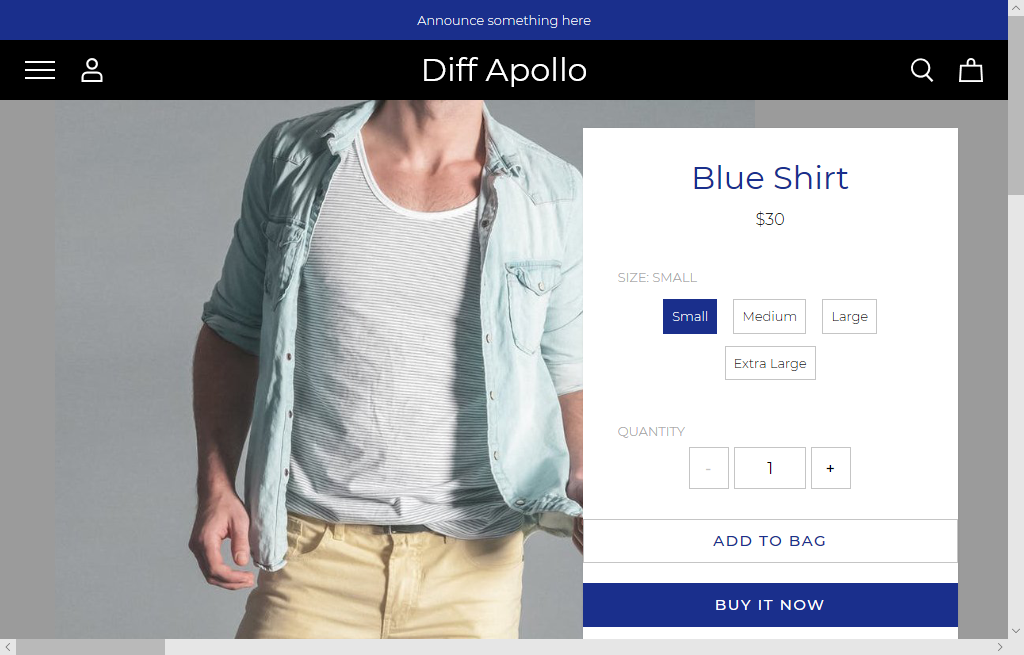 Announce something here
Diff Apollo
Blue Shirt
$30
SIZE: SMALL
Small Medium Large
Extra Large
QUANTITY
- 1 +
ADD TO BAG
BUY IT NOW